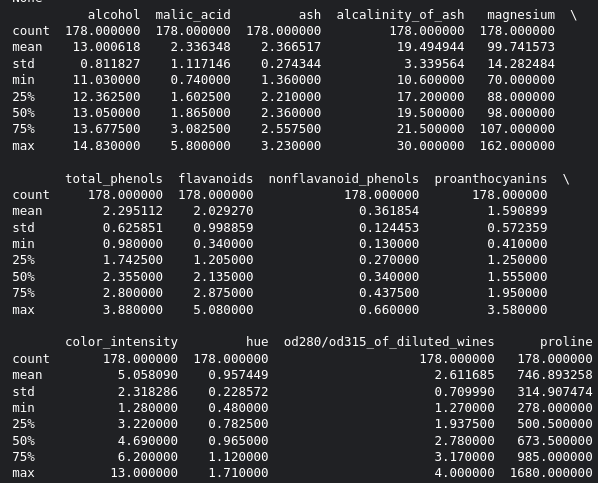 None
alcohol malic_acid ash alcalinity_of_ash magnesium \
count 178.000000 178.000000 178.000000 178.000000 178.000000
mean 13.000618 2.336348 2.366517 19.494944 99.741573
std 0.811827 1.117146 0.274344 3.339564 14.282484
min 11.030000 0.740000 1.360000 10.600000 70.000000
25% 12.362500 1.602500 2.210000 17.200000 88.000000
50% 13.050000 1.865000 2.360000 19.500000 98.000000
75% 13.677500 3.082500 2.557500 21.500000 107.000000
max 14.830000 5.800000 3.230000 30.000000 162.000000
total_phenols flavanoids nonflavanoid_phenols proanthocyanins \
count 178.000000 178.000000 178.000000 178.000000
mean 2.295112 2.029270 0.361854 1.590899
std 0.625851 0.998859 0.124453 0.572359
min 0.980000 0.340000 0.130000 0.410000
25% 1.742500 1.205000 0.270000 1.250000
50% 2.355000 2.135000 0.340000 1.555000
75% 2.800000 2.875000 0.437500 1.950000
max 3.880000 5.080000 0.660000 3.580000
color_intensity hue od280/od315_of_diluted_wines proline
count 178.000000 178.000000 178.000000 178.000000
mean 5.058090 0.957449 2.611685 746.893258
std 2.318286 0.228572 0.709990 314.907474
min 1.280000 0.480000 1.270000 278.000000
25% 3.220000 0.782500 1.937500 500.500000
50% 4.690000 0.965000 2.780000 673.500000
75% 6.200000 1.120000 3.170000 985.000000
max 13.000000 1.710000 4.000000 1680.000000